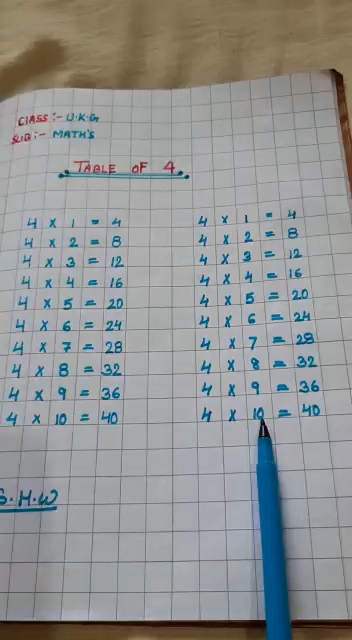 CLASS :- U.K.G
SUB :- MATH'S
TABLE OF 4
4 x 1 = 4
4 x 2 = 8
4 x 3 = 12
4 x 4 = 16
4 x 5 = 20
4 x 6 = 24
4 x 7 = 28
4 x 8 = 32
4 x 9 = 36
4 x 10 = 40
4 x 1 = 4
4 x 2 = 8
4 x 3 = 12
4 x 4 = 16
4 x 5 = 20
4 x 6 = 24
4 x 7 = 28
4 x 8 = 32
4 x 9 = 36
4 x 10 = 40
S.H.W